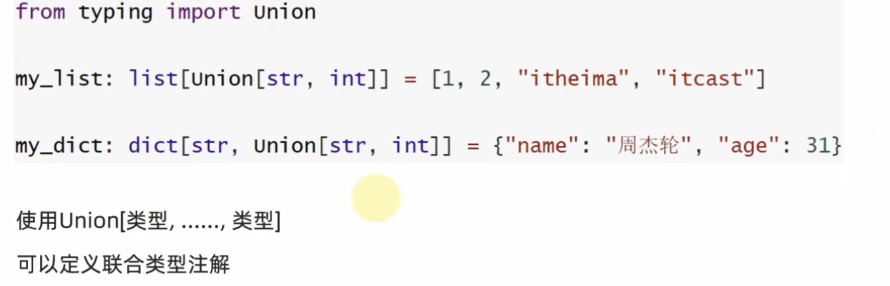 from typing import Union
my_list: list[Union[str, int]] = [1, 2, "itheima", "itcast"]
my_dict: dict[str, Union[str, int]] = {"name": "周杰轮", "age": 31}
使用Union[类型, ......, 类型]
可以定义联合类型注解